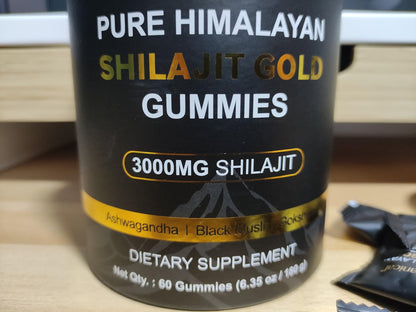 PURE HIMALAYAN
SHILAJIT GOLD
GUMMIES
3000MG SHILAJIT
Ashwagandha | Black
DIETARY SUPPLEMENT
Net Qty. : 60 Gummies (6.35 oz / 180 g)